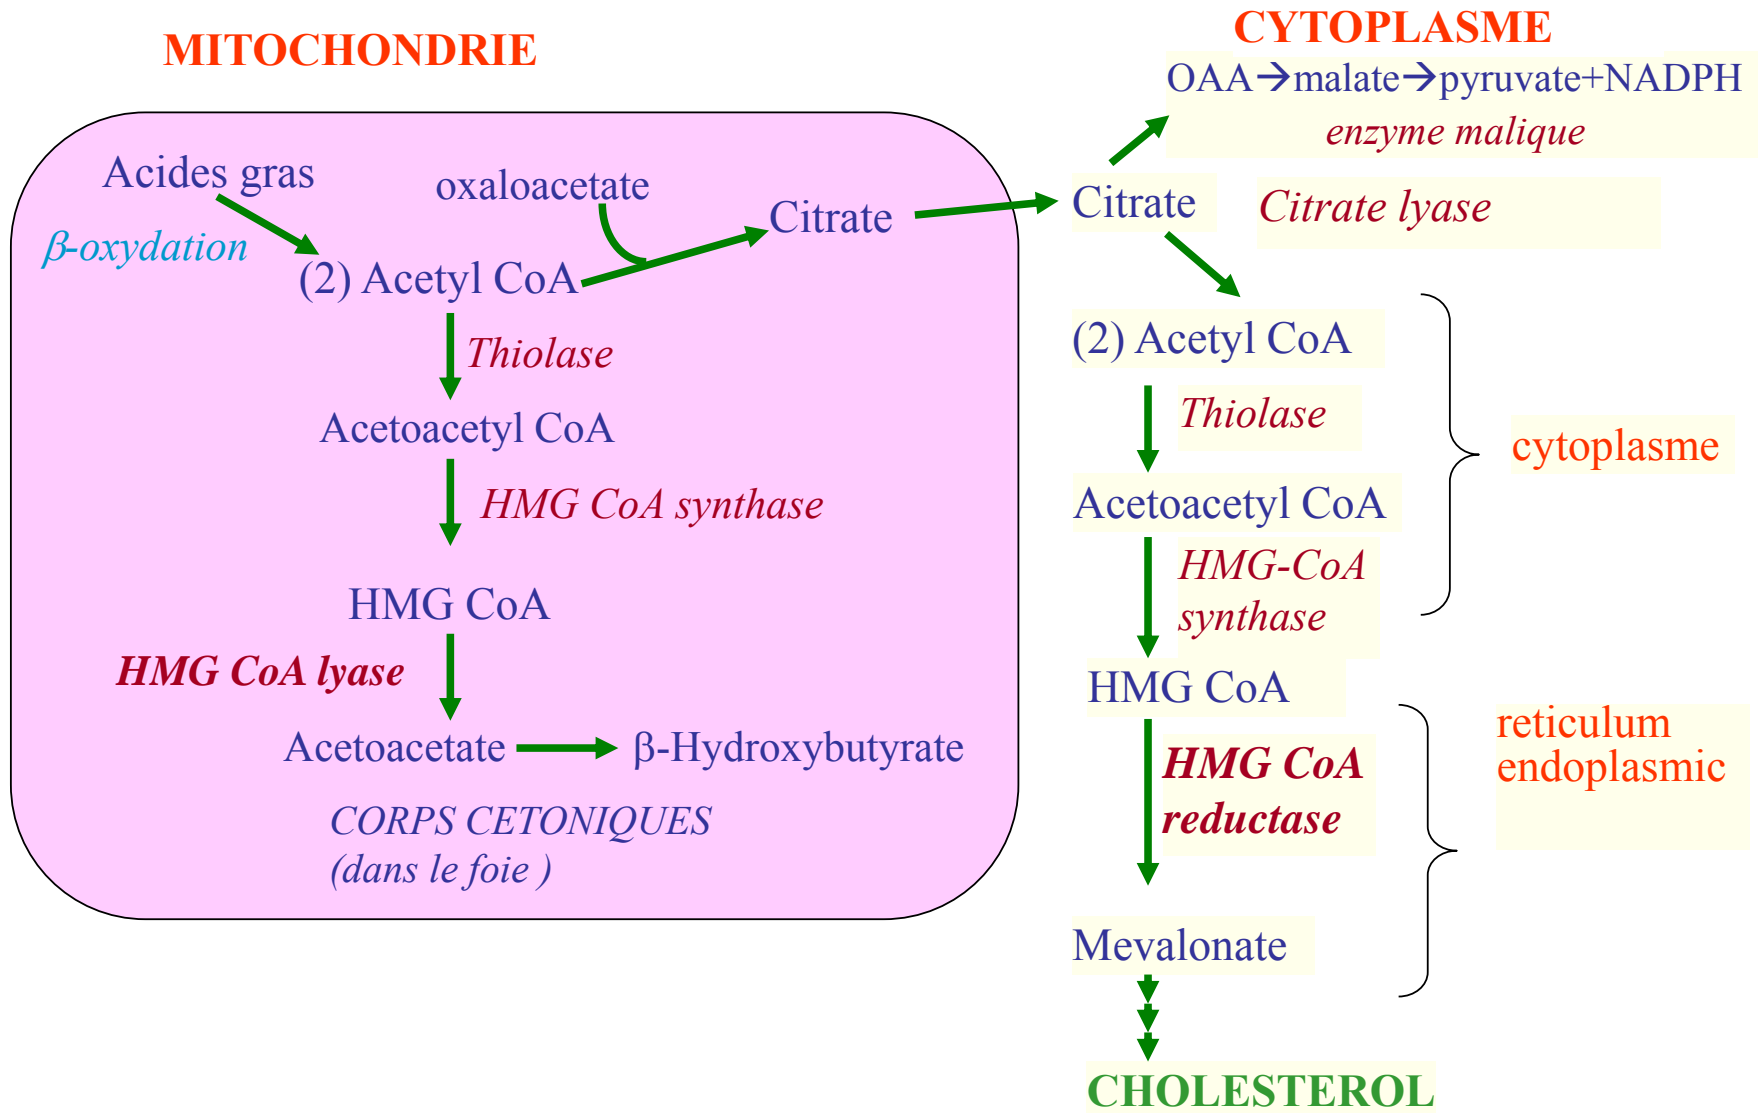 MITOCHONDRIE
Acides gras
β-oxydation
oxaloacetate
Citrate
(2) Acetyl CoA
Thiolase
Acetoacetyl CoA
HMG CoA synthase
HMG CoA
HMG CoA lyase
Acetoacetate
β-Hydroxybutyrate
CORPS CETONIQUES
(dans le foie )
CYTOPLASME
OAA→malate→pyruvate+NADPH
enzyme malique
Citrate
Citrate lyase
(2) Acetyl CoA
Thiolase
Acetoacetyl CoA
HMG-CoA
synthase
cytoplasme
HMG CoA
HMG CoA
reductase
reticulum
endoplasmic
Mevalonate
CHOLESTEROL